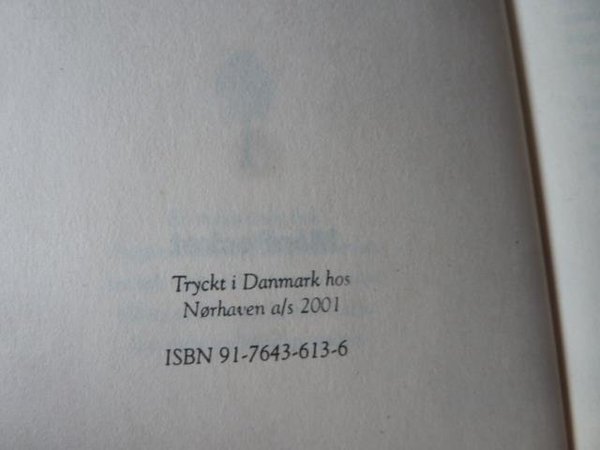 Tryckt i Danmark hos
Nørhaven a/s 2001
ISBN 91-7643-613-6